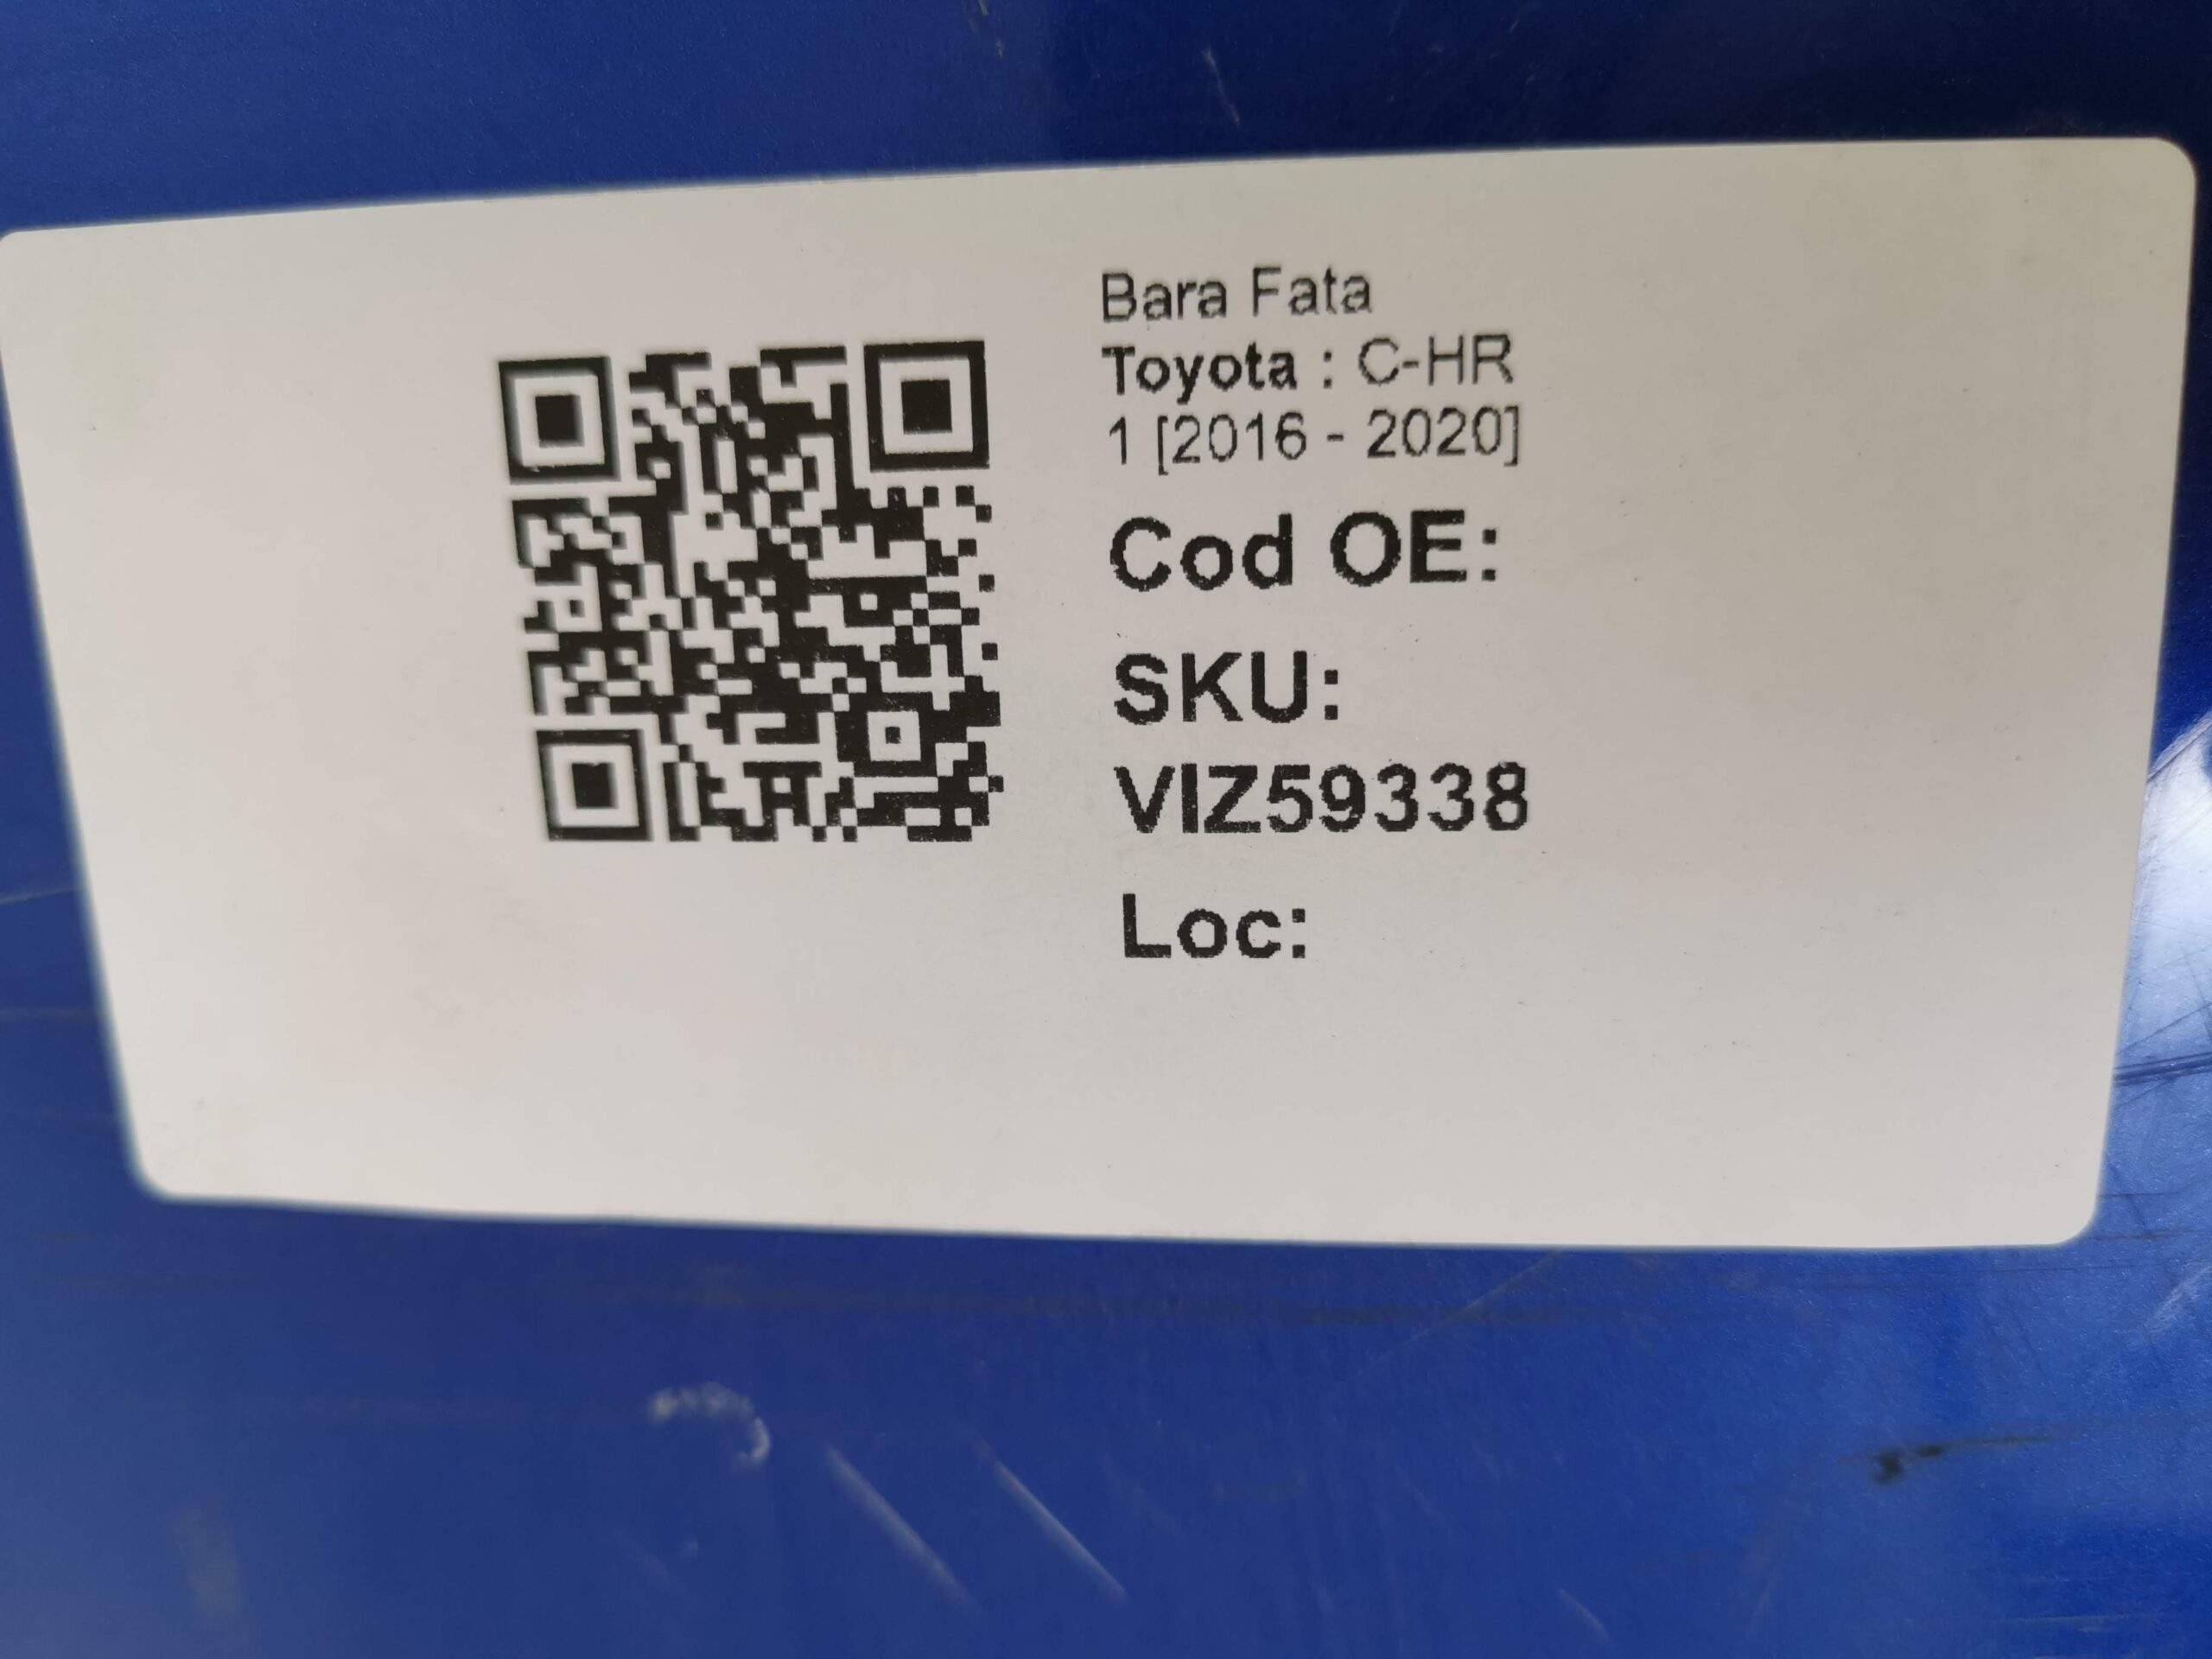 Bara Fata
Toyota : C-HR
1 [2016 - 2020]
Cod OE:
SKU:
VIZ59338
Loc: